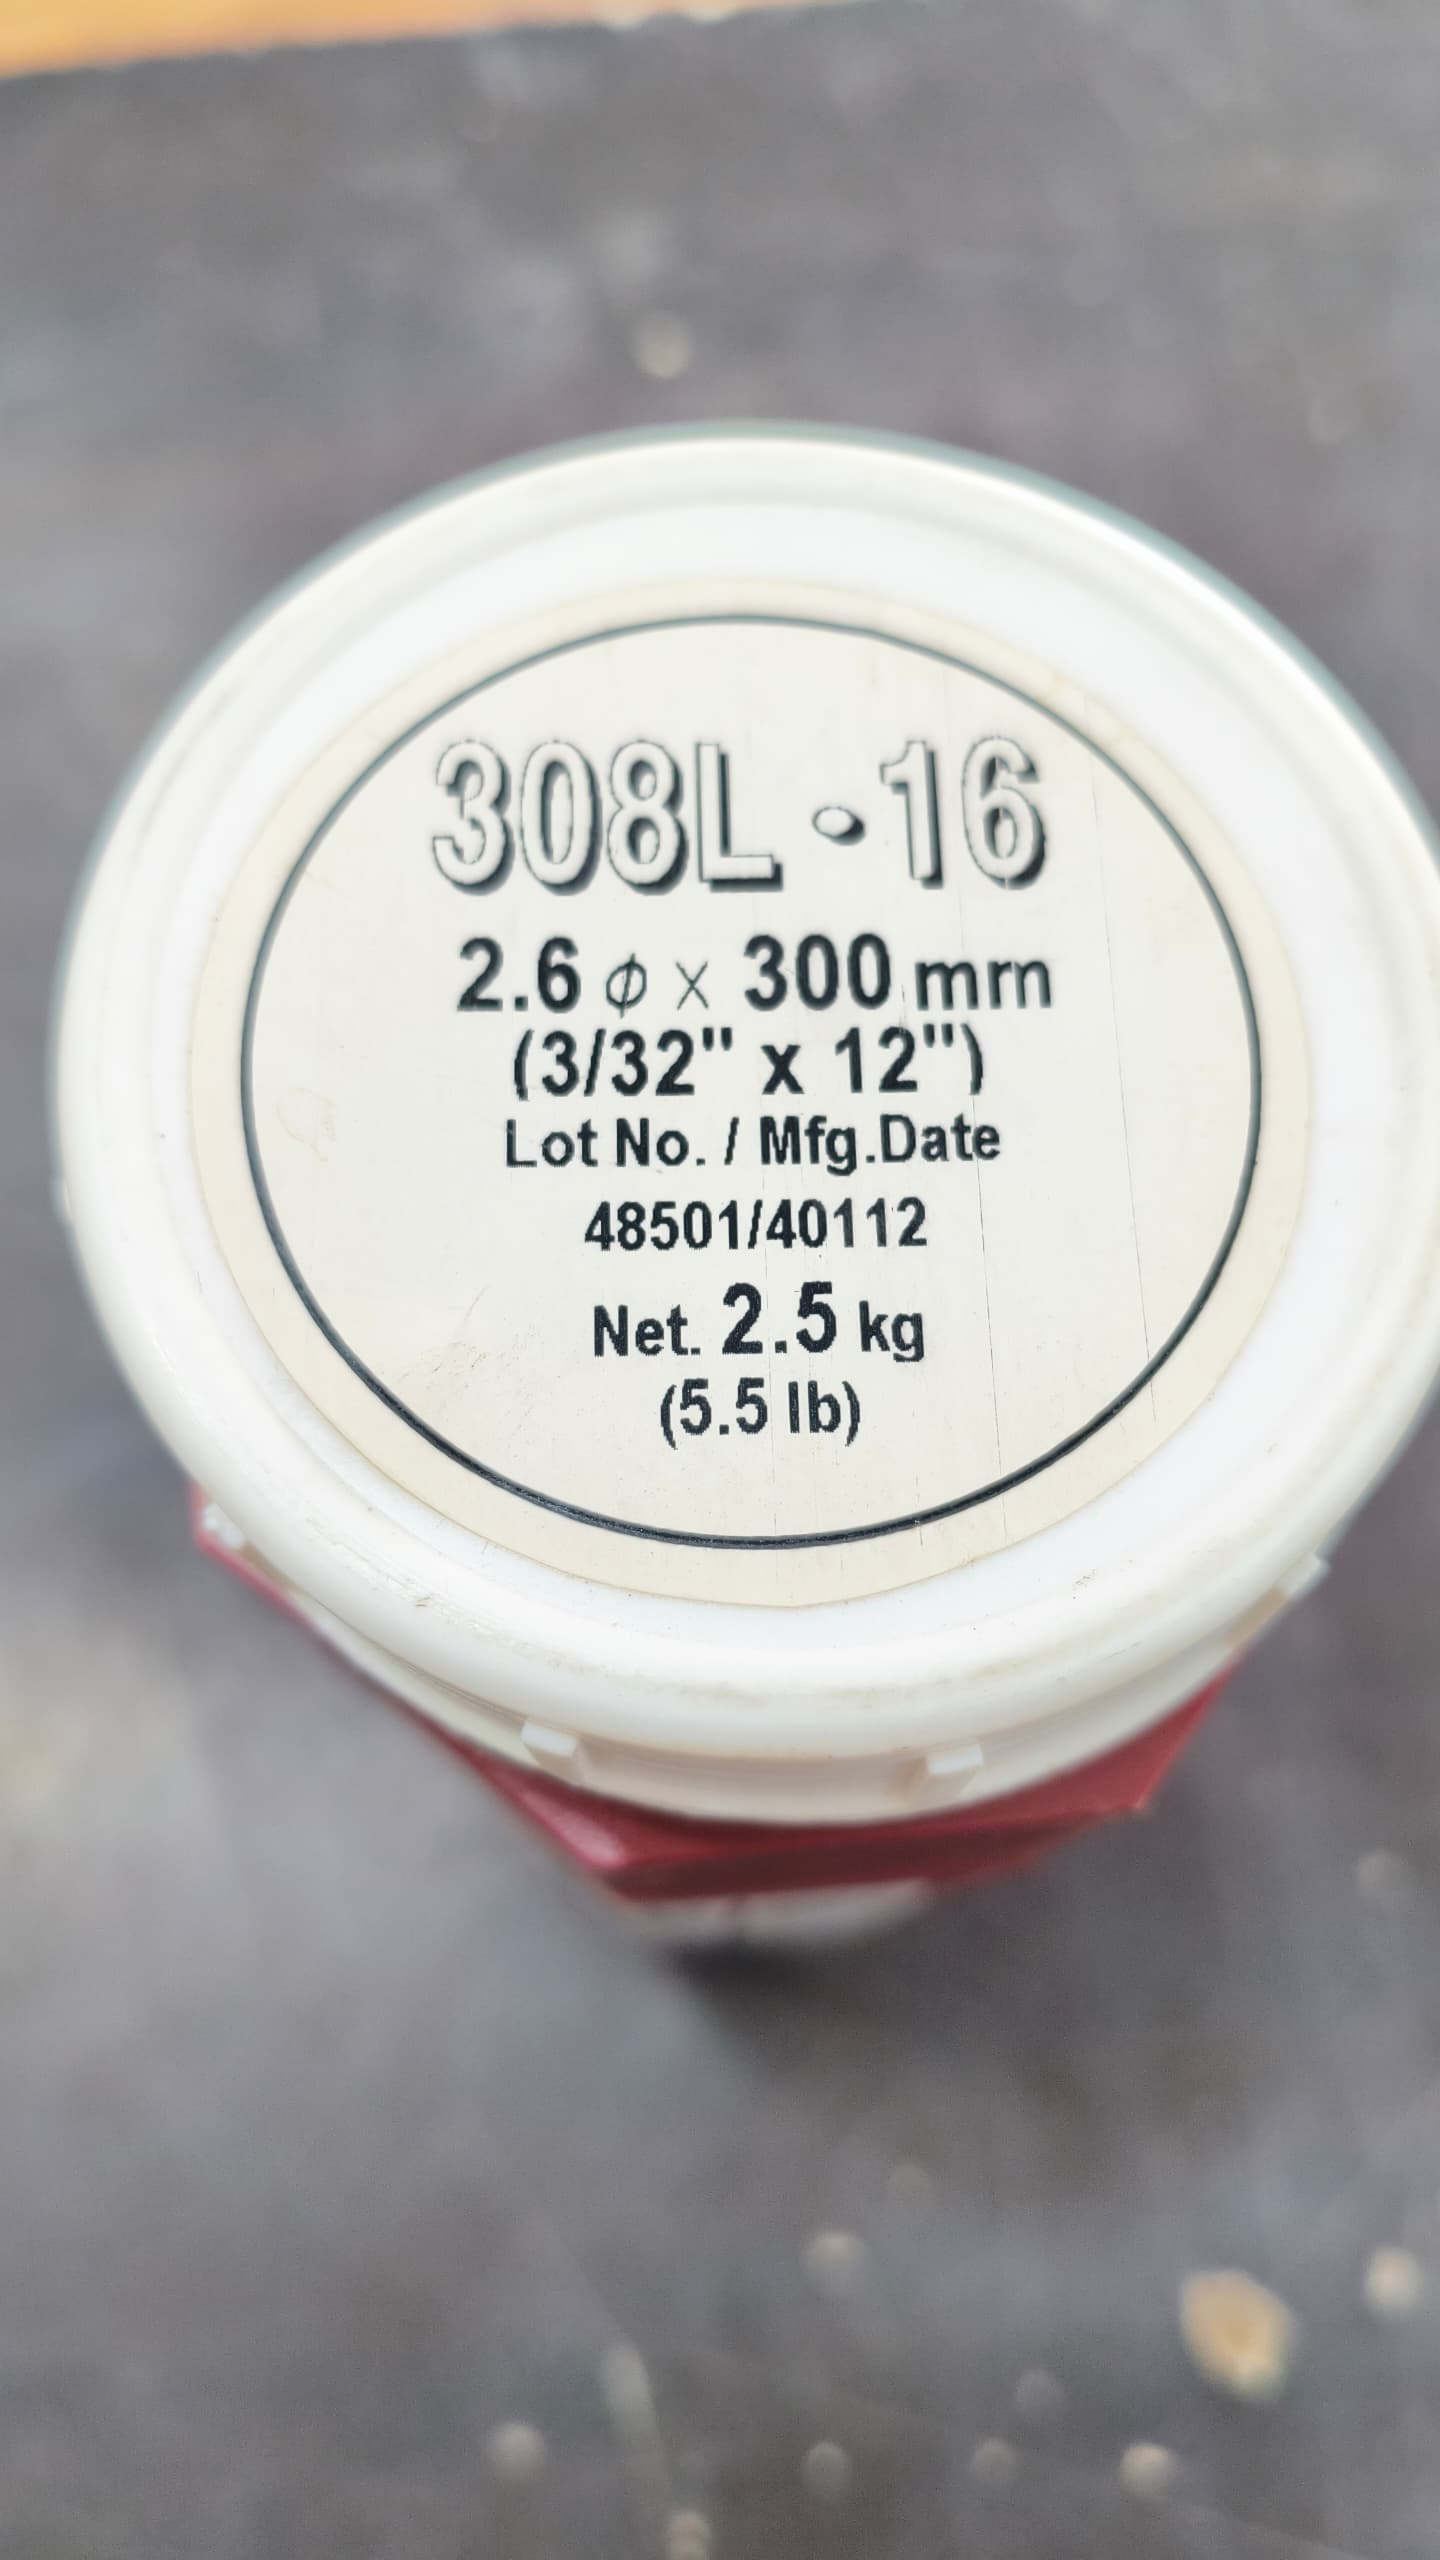 308L·16
2.6 ϕ x 300 mm
(3/32" x 12")
Lot No. / Mfg.Date
48501/40112
Net. 2.5 kg
(5.5 lb)